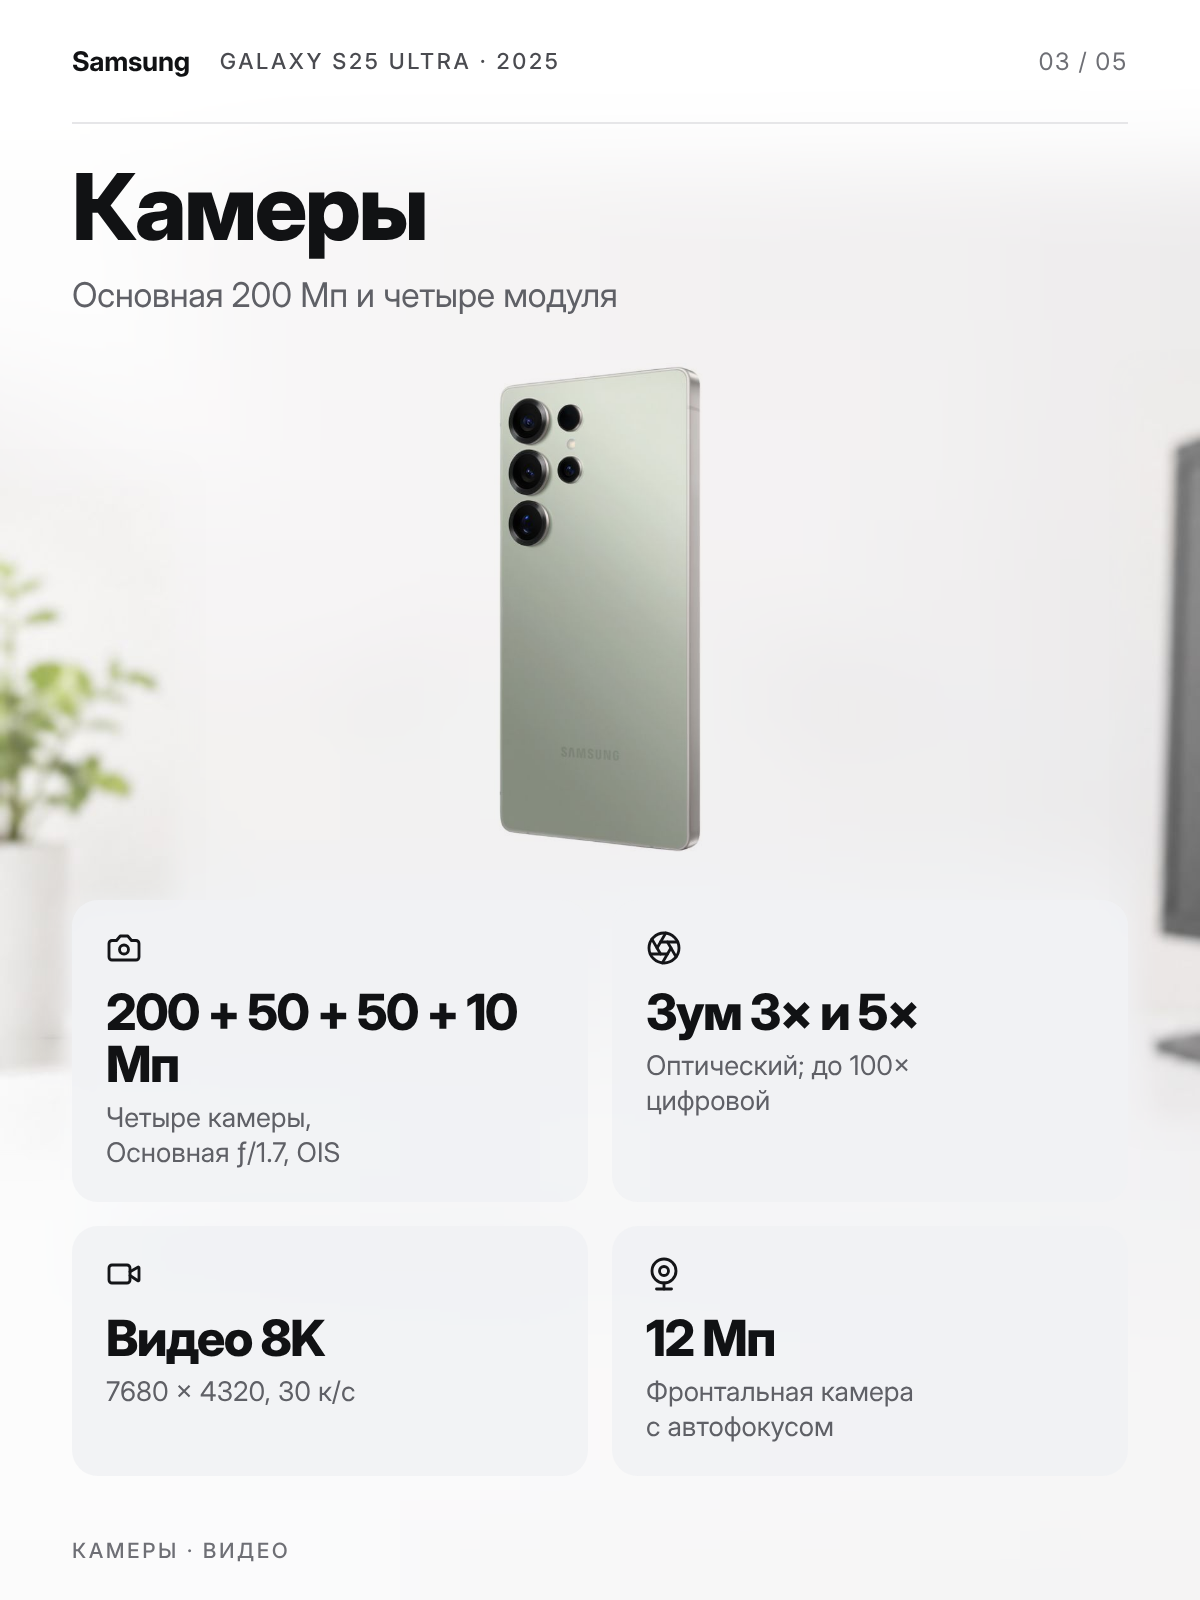 Samsung GALAXY S25 ULTRA · 2025 03 / 05
Камеры
Основная 200 Мп и четыре модуля
SAMSUNG
200 + 50 + 50 + 10
Мп
Четыре камеры,
Основная ƒ/1.7, OIS
Зум 3× и 5×
Оптический; до 100×
цифровой
Видео 8K
7680 × 4320, 30 к/с
12 Мп
Фронтальная камера
с автофокусом
КАМЕРЫ · ВИДЕО